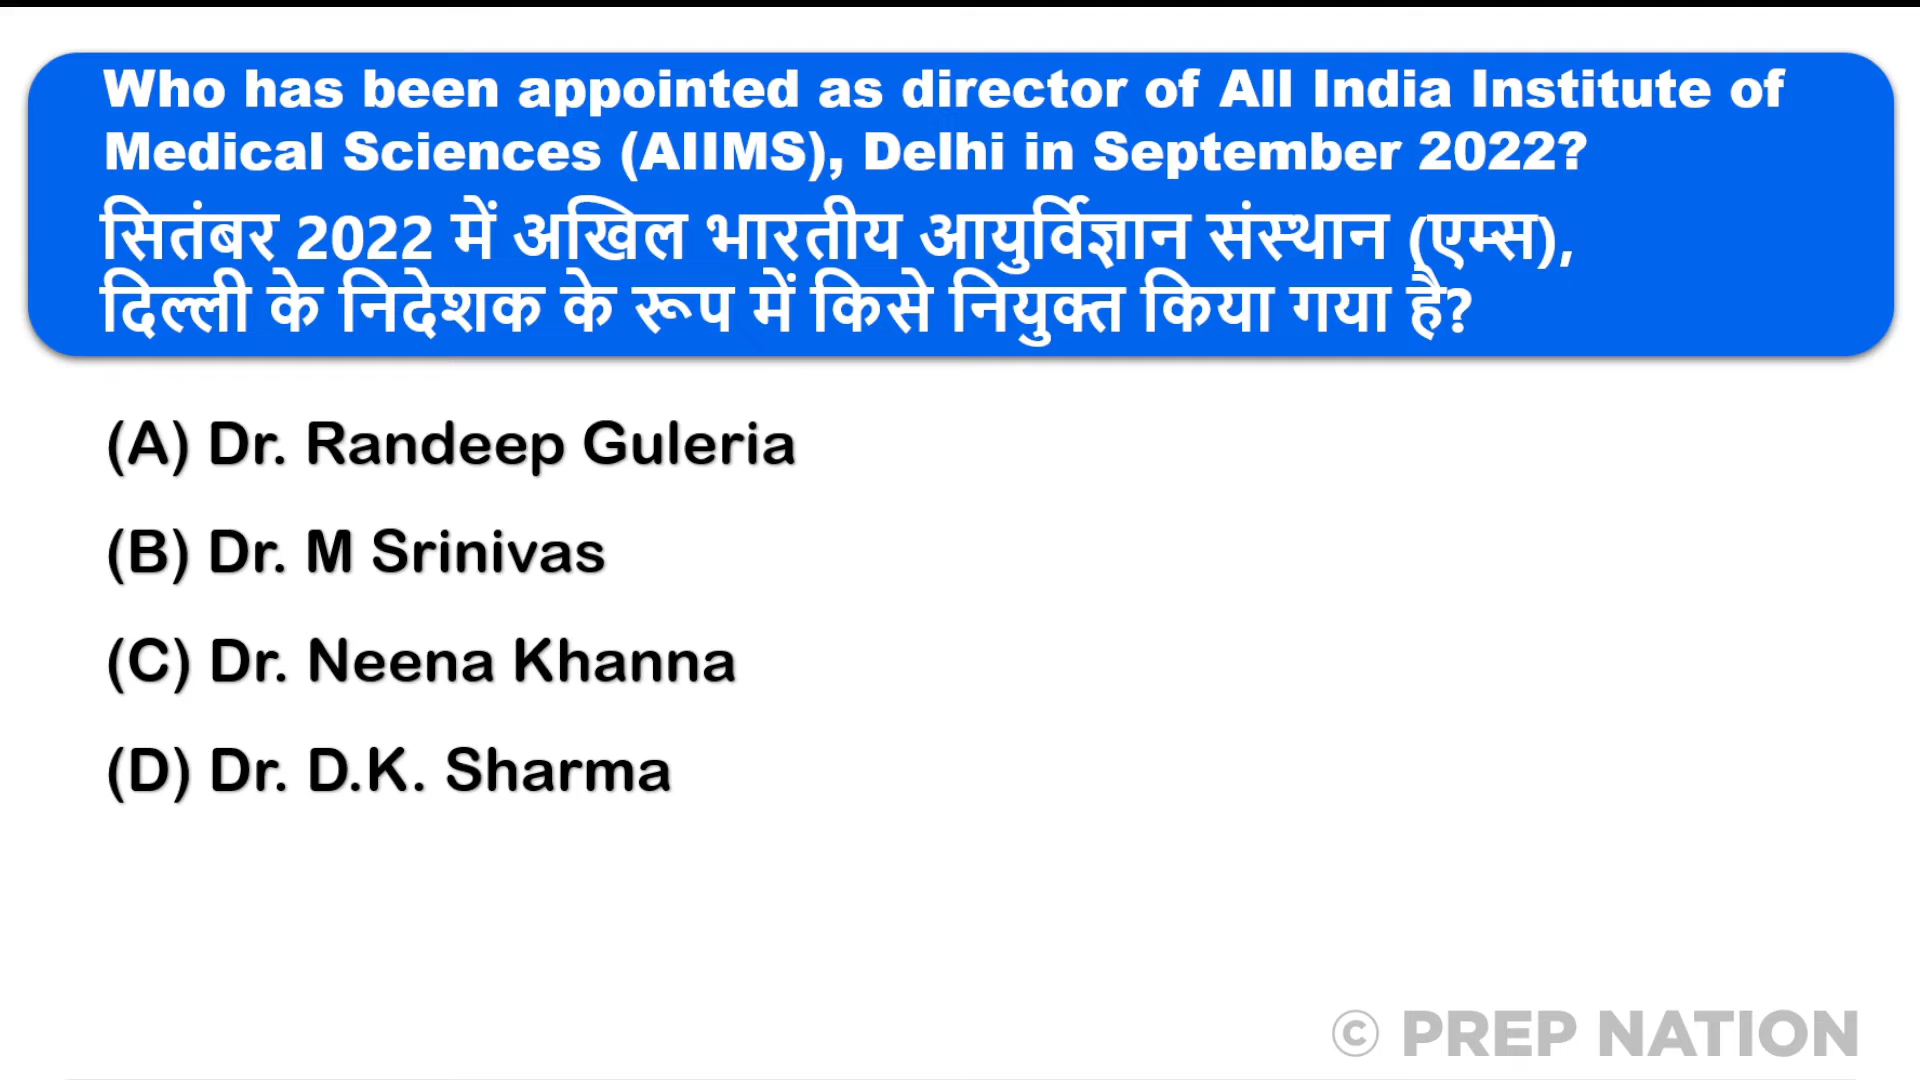 Who has been appointed as director of All India Institute of
Medical Sciences (AIIMS), Delhi in September 2022?
सितंबर 2022 में अखिल भारतीय आयुर्विज्ञान संस्थान (एम्स),
दिल्ली के निदेशक के रूप में किसे नियुक्त किया गया है?
(A) Dr. Randeep Guleria
(B) Dr. M Srinivas
(C) Dr. Neena Khanna
(D) Dr. D.K. Sharma
© PREP NATION